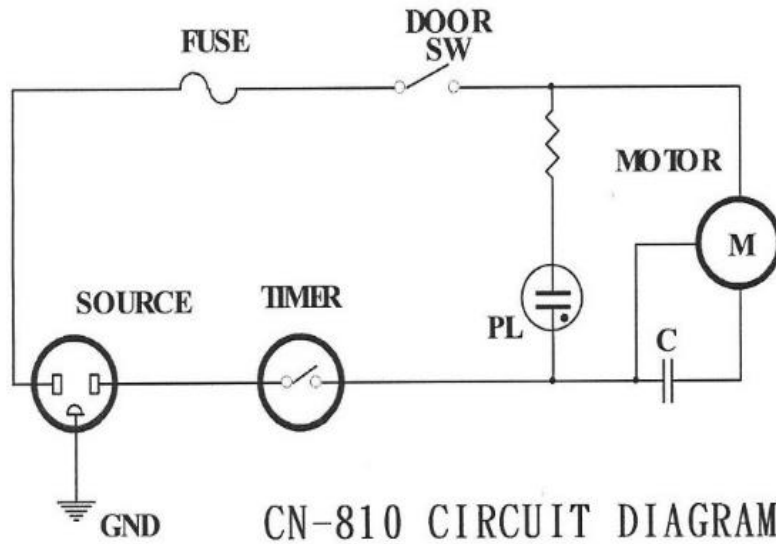 FUSE
DOOR
SW
MOTOR
M
SOURCE
TIMER
PL
C
GND
CN-810 CIRCUIT DIAGRAM